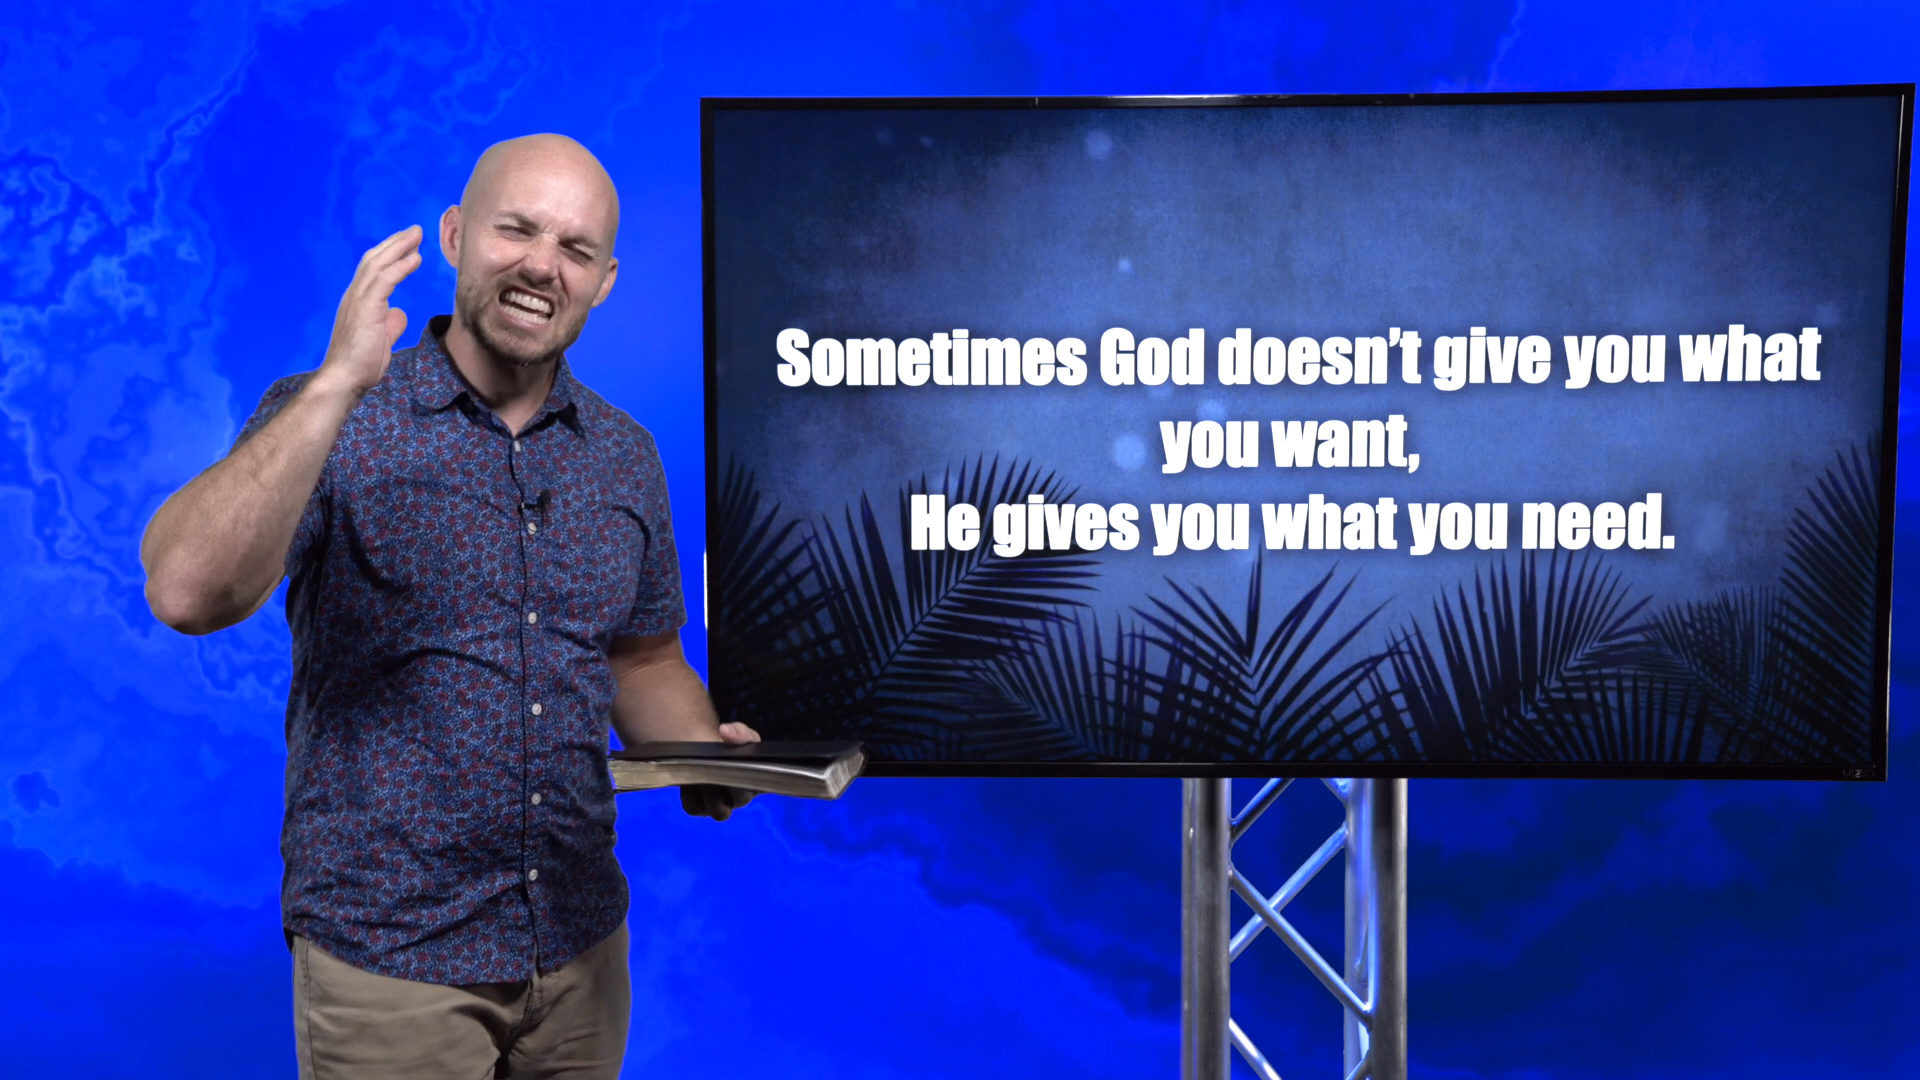 Sometimes God doesn’t give you what
you want,
He gives you what you need.